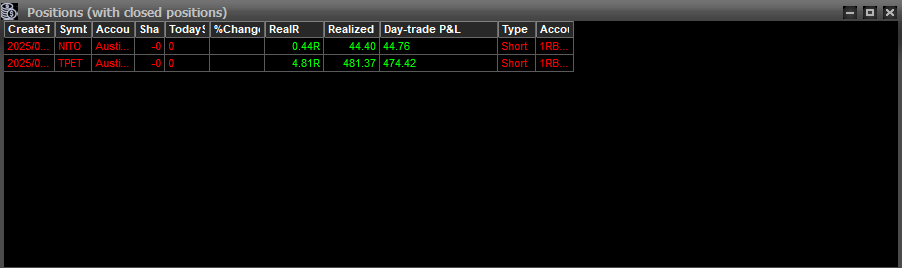 Positions (with closed positions)
CreateT Symb Accou Sha TodayS %Change RealR Realized Day-trade P&L Type Accou
2025/0... NITO Austi... -0 0 0.44R 44.40 44.76 Short 1RB...
2025/0... TPET Austi... -0 0 4.81R 481.37 474.42 Short 1RB...